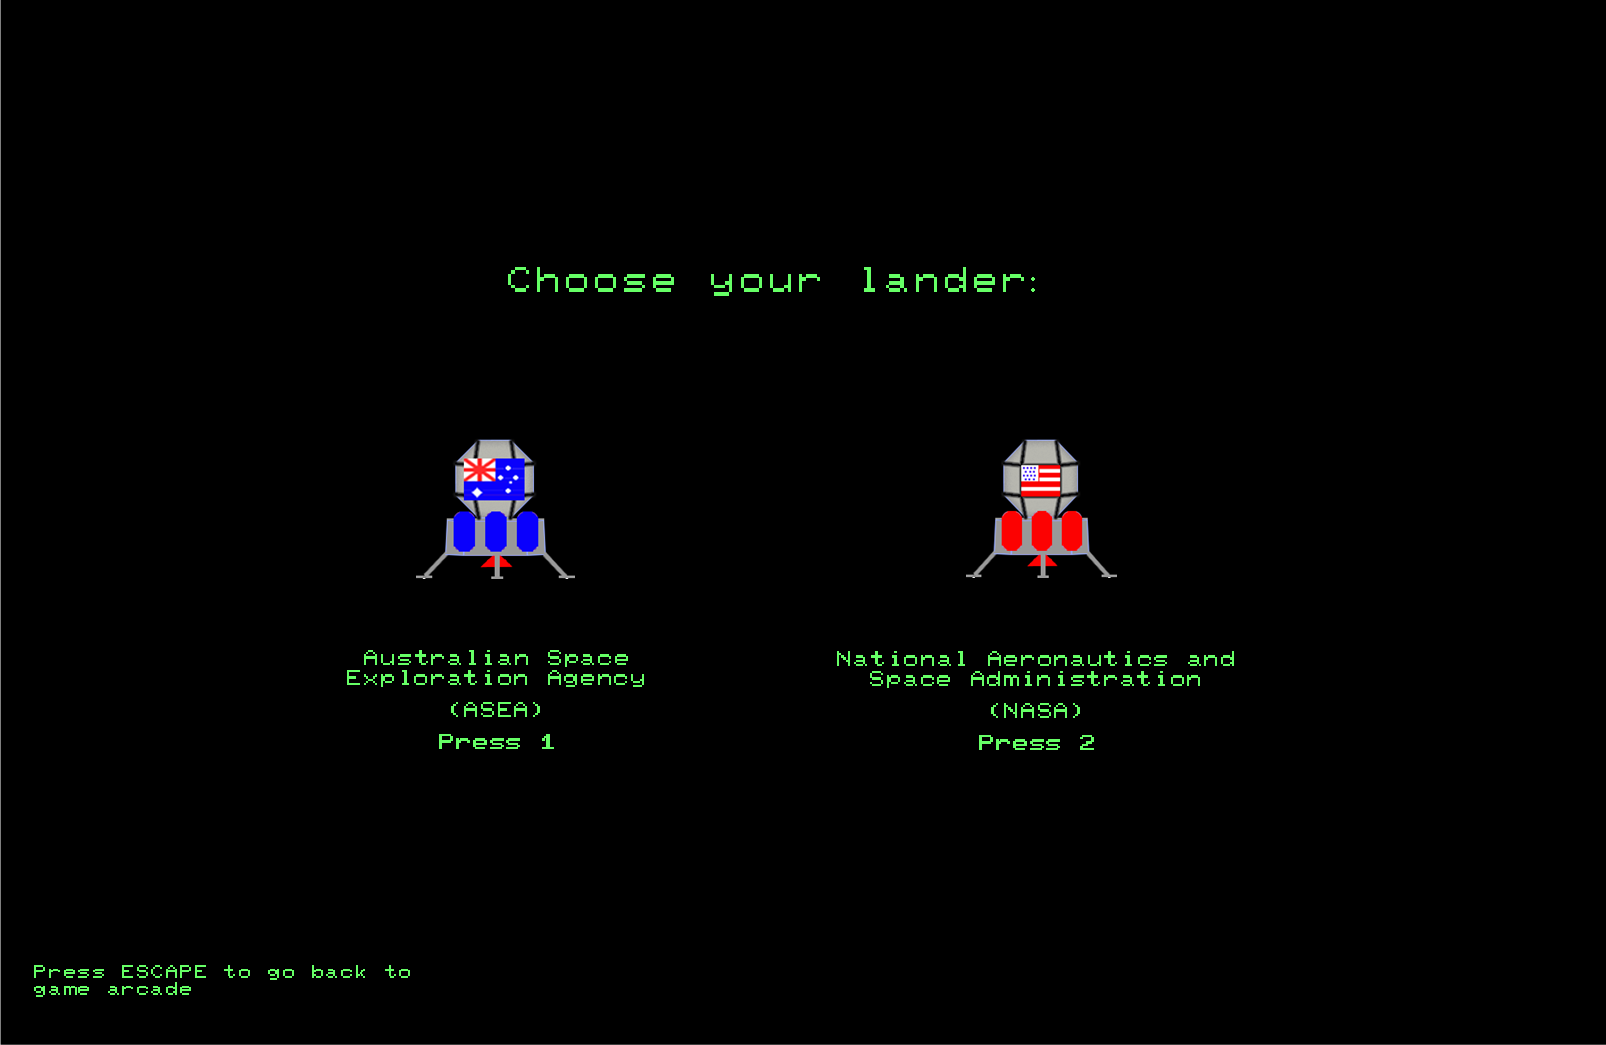 Choose your lander:
Australian Space
Exploration Agency
(ASEA)
Press 1
National Aeronautics and
Space Administration
(NASA)
Press 2
Press ESCAPE to go back to
game arcade